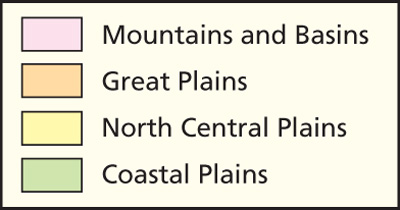 Mountains and Basins
Great Plains
North Central Plains
Coastal Plains